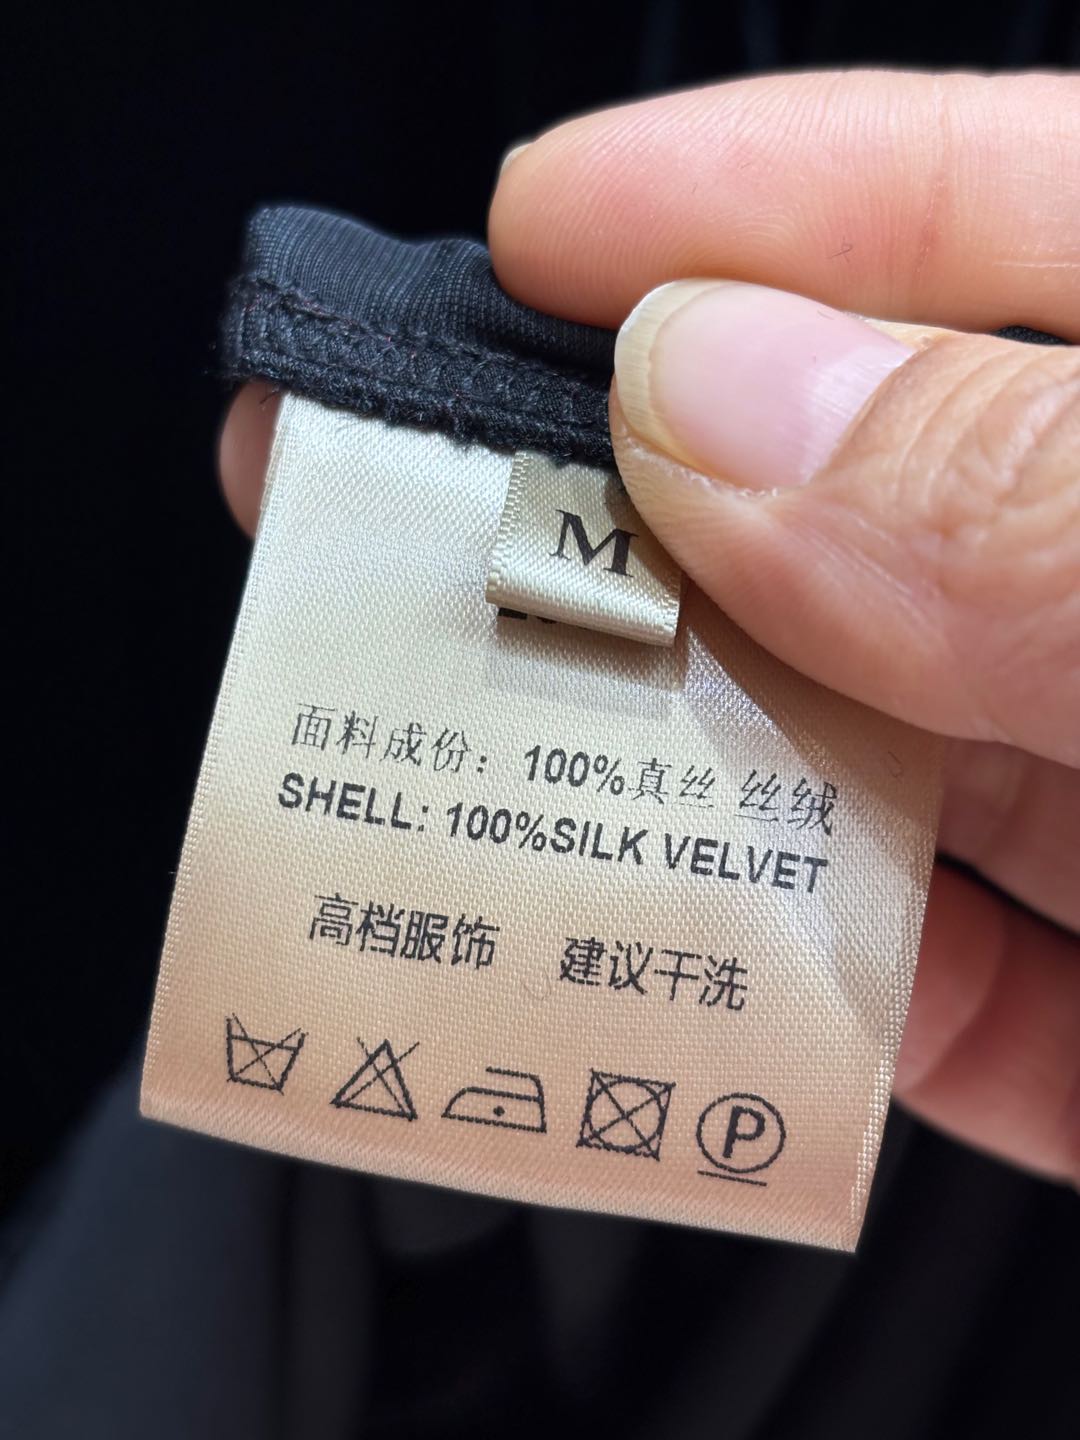 M
面料成份：100%真丝 丝绒
SHELL: 100%SILK VELVET
高档服饰 建议干洗
P